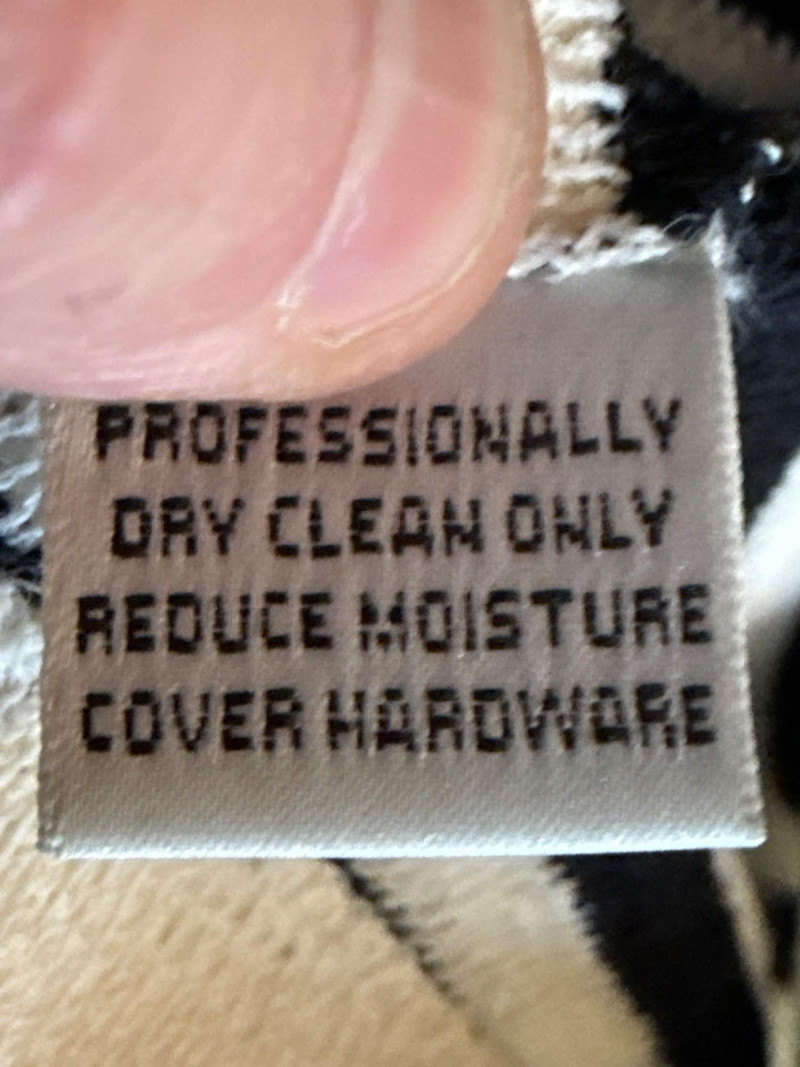 PROFESSIONALLY
DRY CLEAN ONLY
REDUCE MOISTURE
COVER HARDWARE